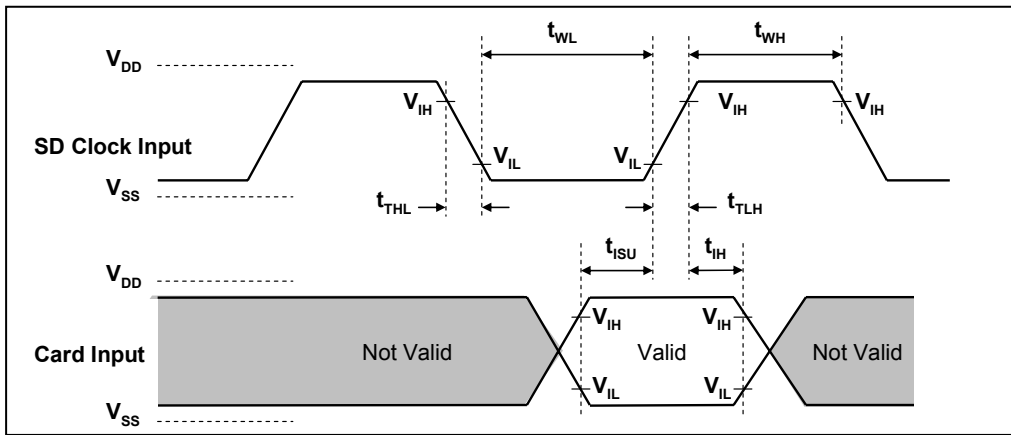 tWL tWH
VDD
VIH VIH VIH
SD Clock Input
VIL VIL
VSS
tTHL tTLH
tISU tIH
VDD
VIH VIH
Card Input Not Valid Valid Not Valid
VIL VIL
VSS